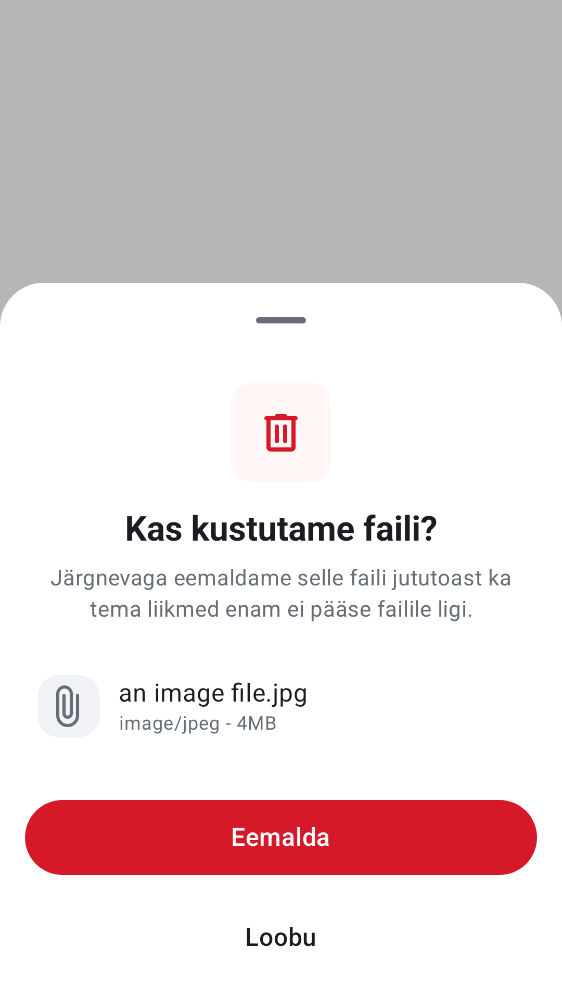 Kas kustutame faili?
Järgnevaga eemaldame selle faili jututoast ka
tema liikmed enam ei pääse failile ligi.
an image file.jpg
image/jpeg - 4MB
Eemalda
Loobu